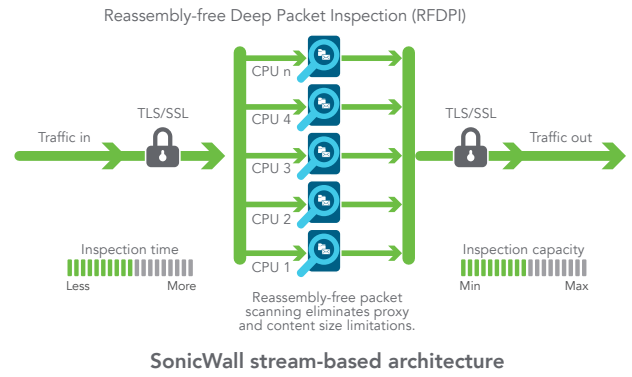 Reassembly-free Deep Packet Inspection (RFDPI)
CPU n
TLS/SSL
CPU 4
TLS/SSL
Traffic in
Traffic out
CPU 3
CPU 2
Inspection time
Inspection capacity
CPU 1
Less
More
Min
Max
Reassembly-free packet
scanning eliminates proxy
and content size limitations.
SonicWall stream-based architecture